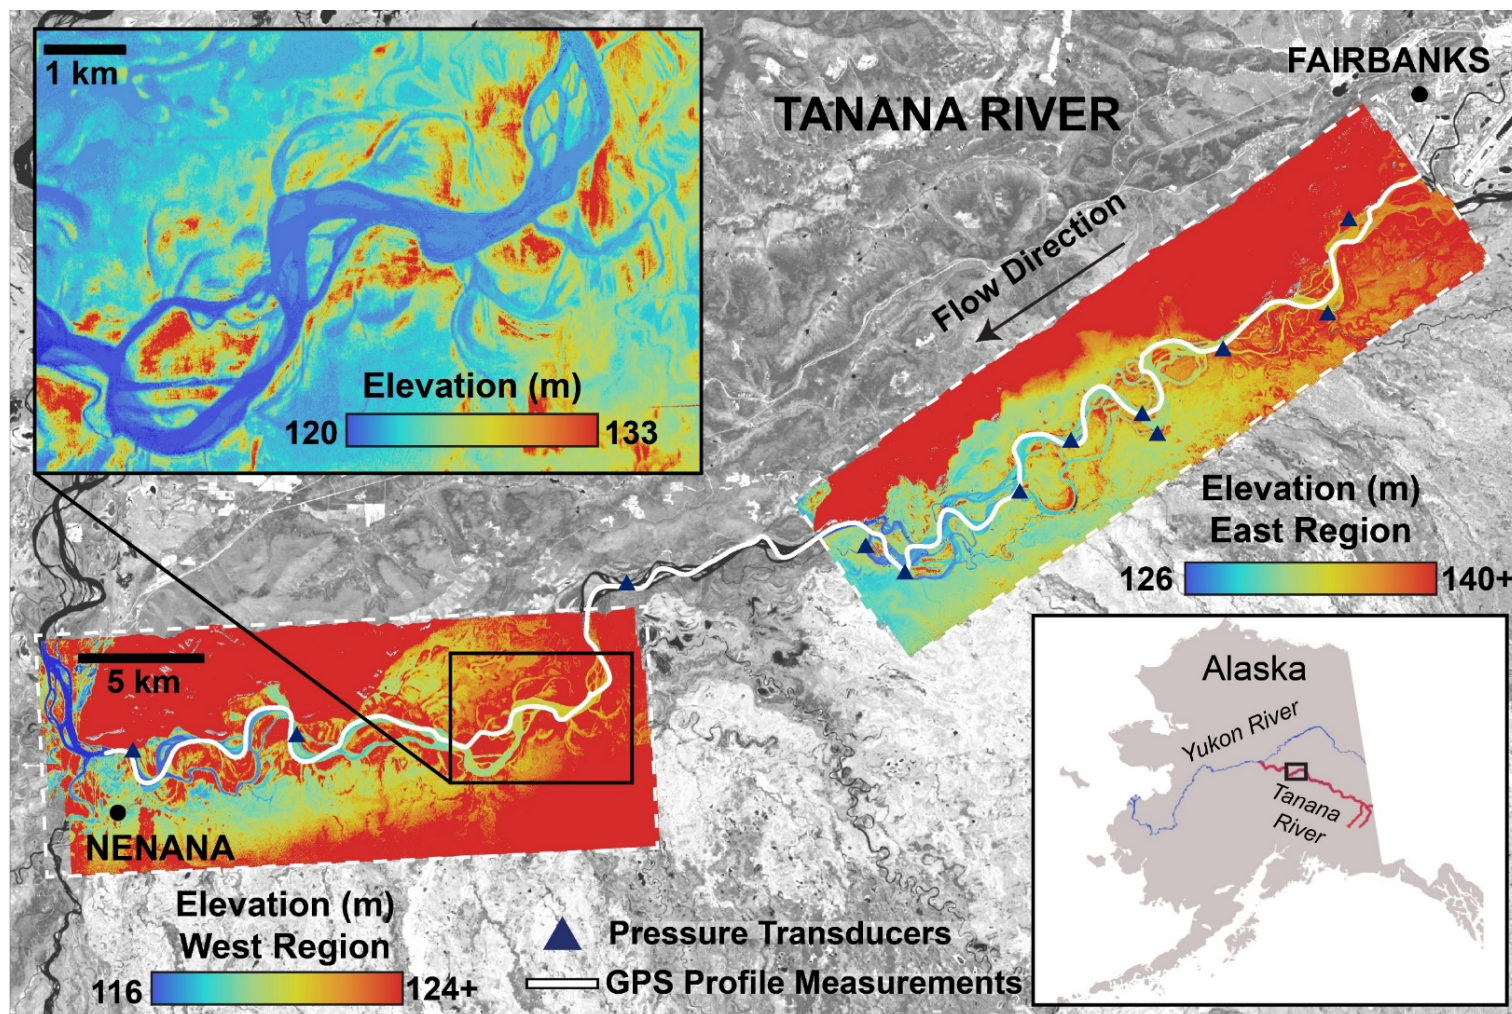 1 km
FAIRBANKS
TANANA RIVER
Flow Direction
Elevation (m)
120
133
Elevation (m)
East Region
126
140+
5 km
NENANA
Alaska
Yukon River
Tanana
River
Elevation (m)
West Region
116
124+
Pressure Transducers
GPS Profile Measurements